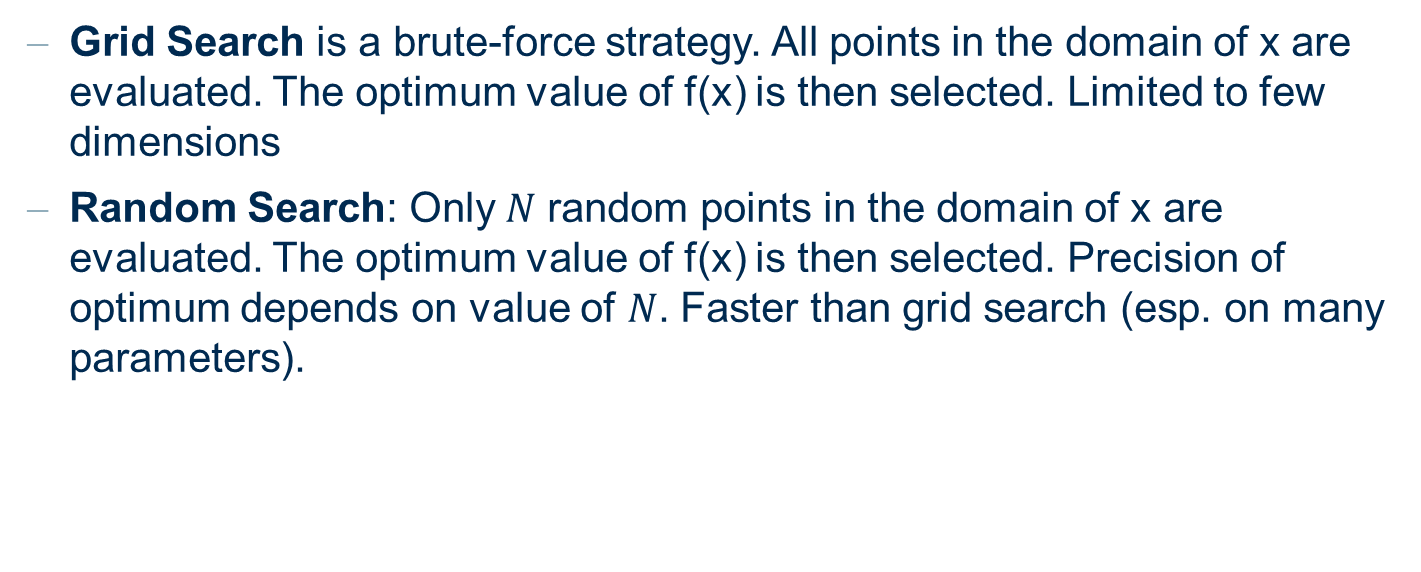 – Grid Search is a brute-force strategy. All points in the domain of x are
evaluated. The optimum value of f(x) is then selected. Limited to few
dimensions
– Random Search: Only N random points in the domain of x are
evaluated. The optimum value of f(x) is then selected. Precision of
optimum depends on value of N. Faster than grid search (esp. on many
parameters).